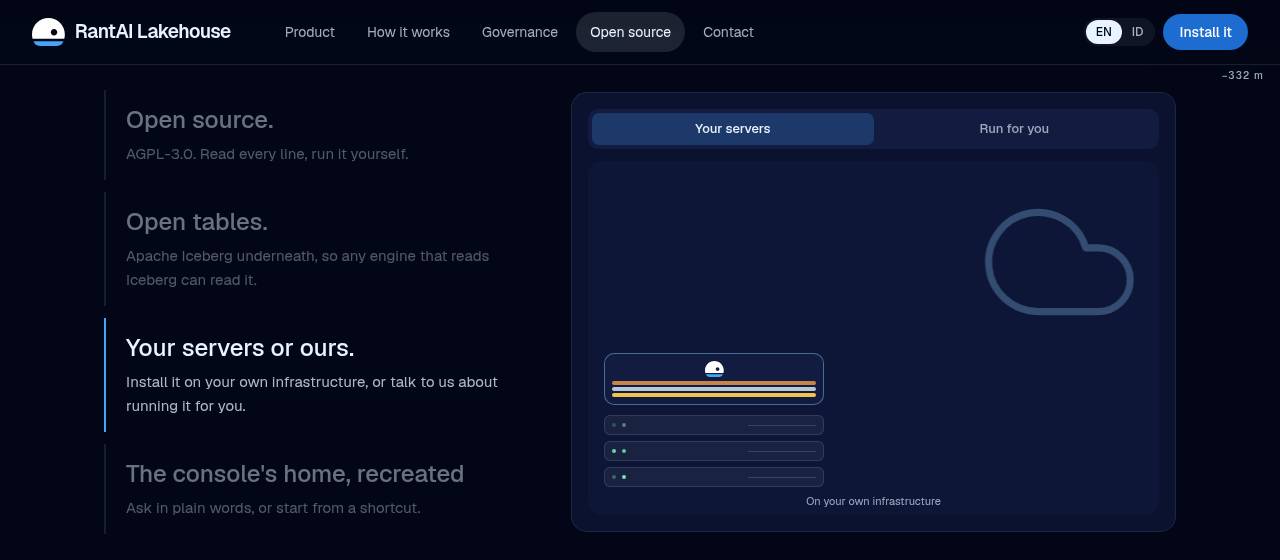 RantAI Lakehouse
Product
How it works
Governance
Open source
Contact
EN
ID
Install it
−332 m
Open source.
AGPL-3.0. Read every line, run it yourself.
Open tables.
Apache Iceberg underneath, so any engine that reads
Iceberg can read it.
Your servers or ours.
Install it on your own infrastructure, or talk to us about
running it for you.
The console's home, recreated
Ask in plain words, or start from a shortcut.
Your servers
Run for you
On your own infrastructure